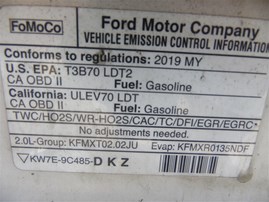 FoMoCo
Ford Motor Company
VEHICLE EMISSION CONTROL INFORMATION
Conforms to regulations: 2019 MY
U.S. EPA: T3B70 LDT2
CA OBD II Fuel: Gasoline
California: ULEV70 LDT
CA OBD II Fuel: Gasoline
TWC/HO2S/WR-HO2S/CAC/TC/DFI/EGR/EGRC*
No adjustments needed.
2.0L-Group: KFMXT02.02JU Evap: KFMXR0135NDF
KW7E-9C485-DKZ